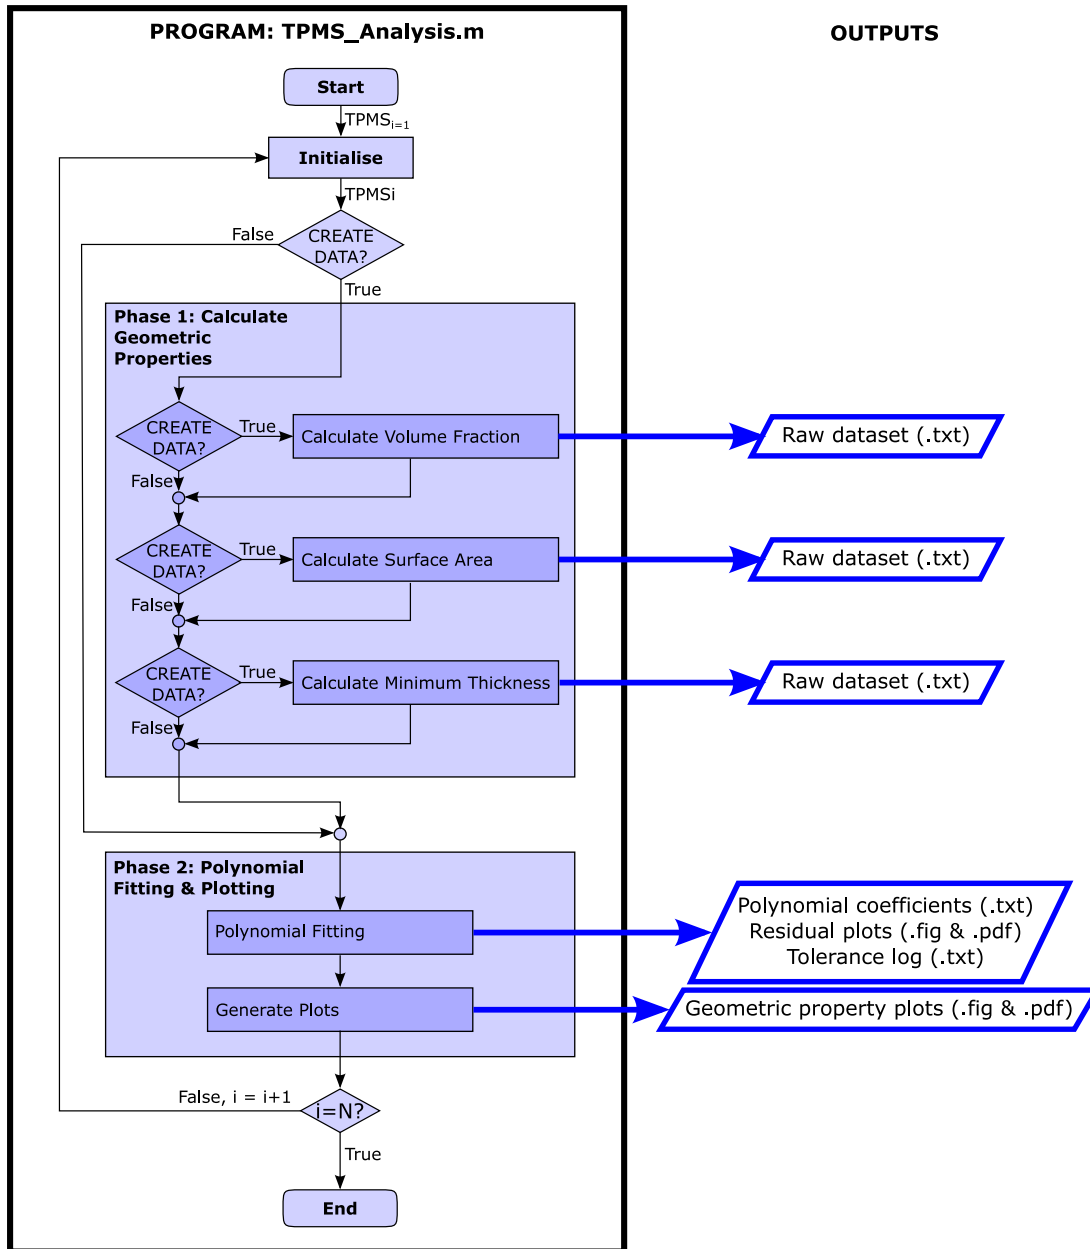 PROGRAM: TPMS_Analysis.m
OUTPUTS
Start
TPMSi=1
Initialise
TPMSi
False
CREATE
DATA?
True
Phase 1: Calculate
Geometric
Properties
CREATE
DATA?
True
Calculate Volume Fraction
Raw dataset (.txt)
False
CREATE
DATA?
True
Calculate Surface Area
Raw dataset (.txt)
False
CREATE
DATA?
True
Calculate Minimum Thickness
Raw dataset (.txt)
False
Phase 2: Polynomial
Fitting & Plotting
Polynomial Fitting
Polynomial coefficients (.txt)
Residual plots (.fig & .pdf)
Tolerance log (.txt)
Generate Plots
Geometric property plots (.fig & .pdf)
False, i = i+1
i=N?
True
End